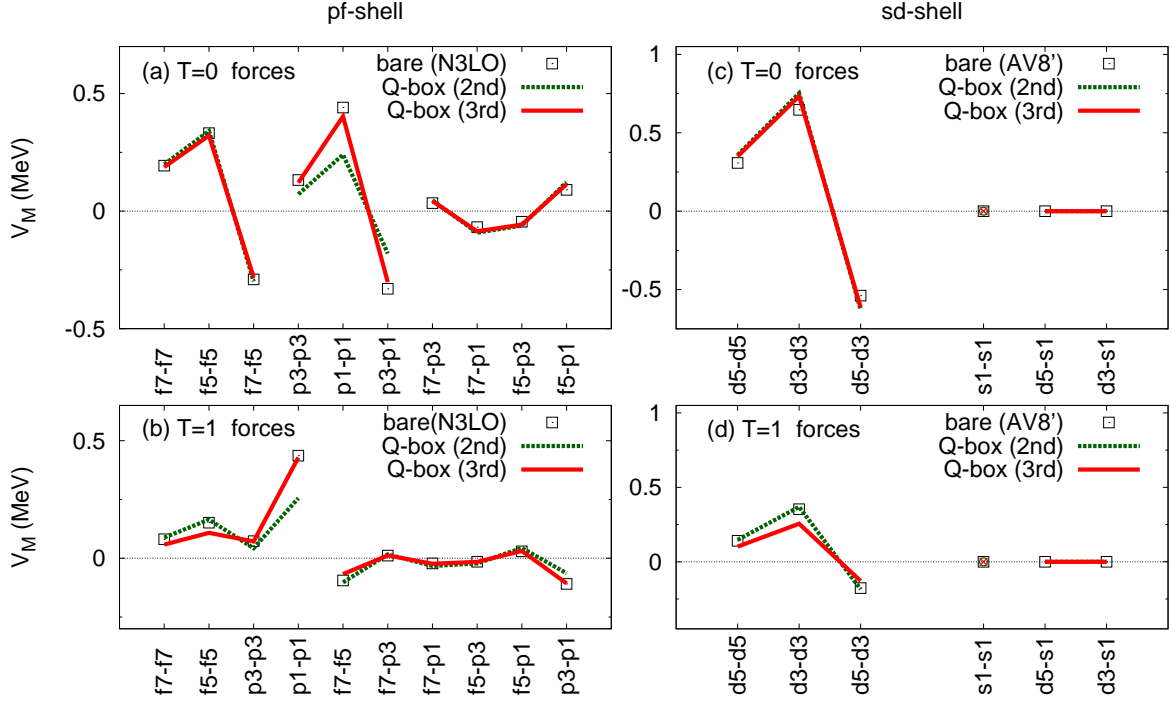 pf-shell
sd-shell
(a) T=0 forces
bare (N3LO)
Q-box (2nd)
Q-box (3rd)
V_M (MeV)
0.5
0
-0.5
f7-f7
f5-f5
f7-f5
p3-p3
p1-p1
p3-p1
f7-p3
f7-p1
f5-p3
f5-p1
(c) T=0 forces
bare (AV8')
Q-box (2nd)
Q-box (3rd)
1
0.5
0
-0.5
d5-d5
d3-d3
d5-d3
s1-s1
d5-s1
d3-s1
(b) T=1 forces
bare(N3LO)
Q-box (2nd)
Q-box (3rd)
V_M (MeV)
0.5
0
f7-f7
f5-f5
p3-p3
p1-p1
f7-f5
f7-p3
f7-p1
f5-p3
f5-p1
p3-p1
(d) T=1 forces
bare (AV8')
Q-box (2nd)
Q-box (3rd)
1
0.5
0
d5-d5
d3-d3
d5-d3
s1-s1
d5-s1
d3-s1